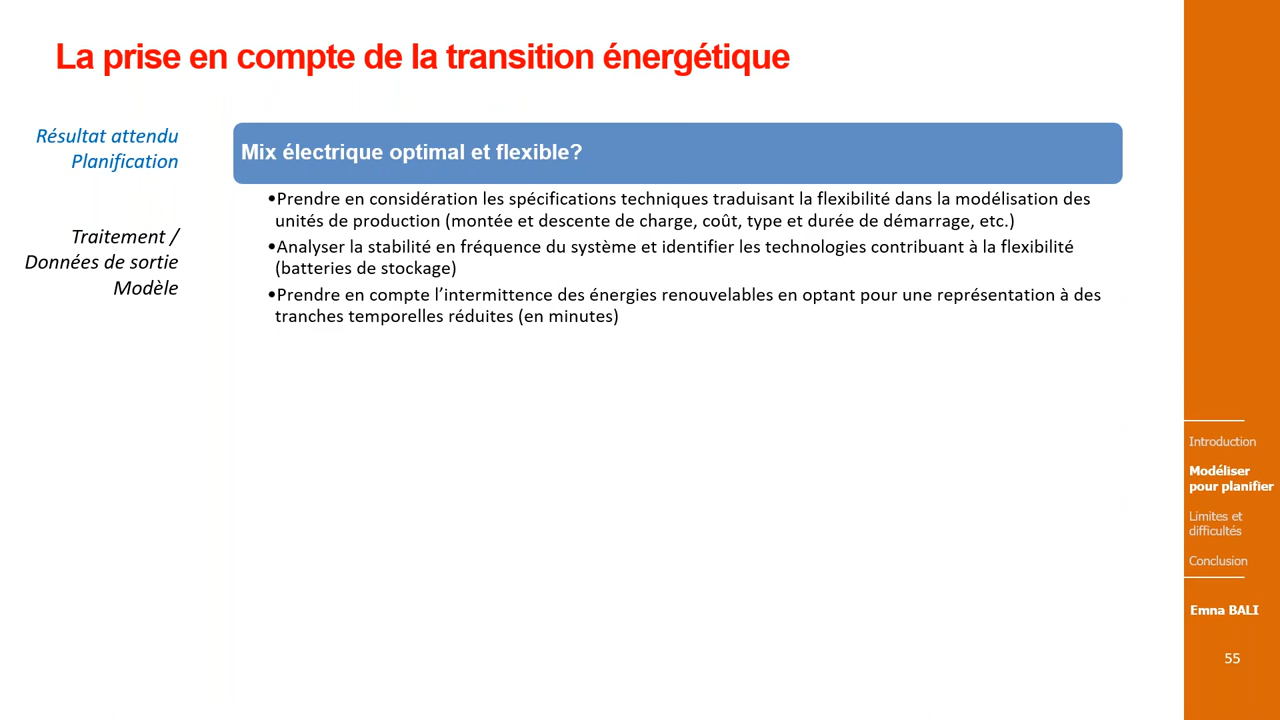 La prise en compte de la transition énergétique
Résultat attendu
Planification
Mix électrique optimal et flexible?
Traitement /
Données de sortie
Modèle
•Prendre en considération les spécifications techniques traduisant la flexibilité dans la modélisation des
unités de production (montée et descente de charge, coût, type et durée de démarrage, etc.)
•Analyser la stabilité en fréquence du système et identifier les technologies contribuant à la flexibilité
(batteries de stockage)
•Prendre en compte l’intermittence des énergies renouvelables en optant pour une représentation à des
tranches temporelles réduites (en minutes)
Introduction
Modéliser
pour planifier
Limites et
difficultés
Conclusion
Emna BALI
55